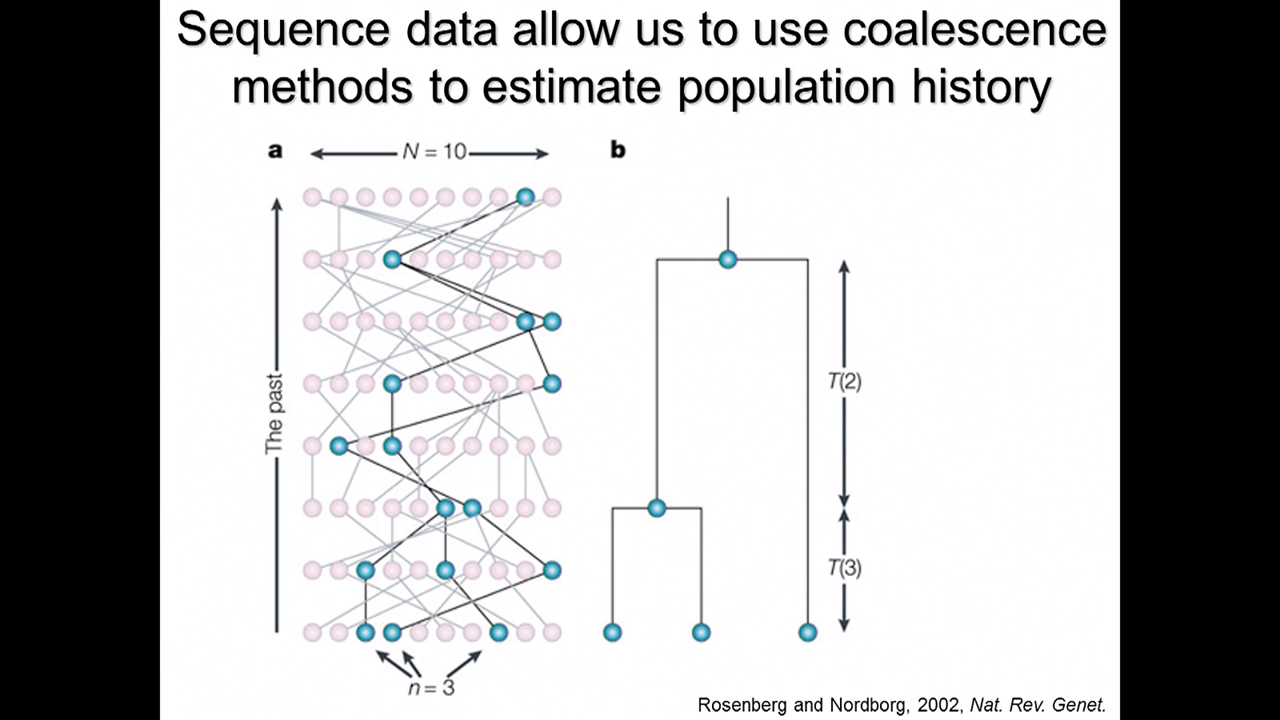 Sequence data allow us to use coalescence
methods to estimate population history
a
N = 10
b
The past
T(2)
T(3)
n = 3
Rosenberg and Nordborg, 2002, Nat. Rev. Genet.